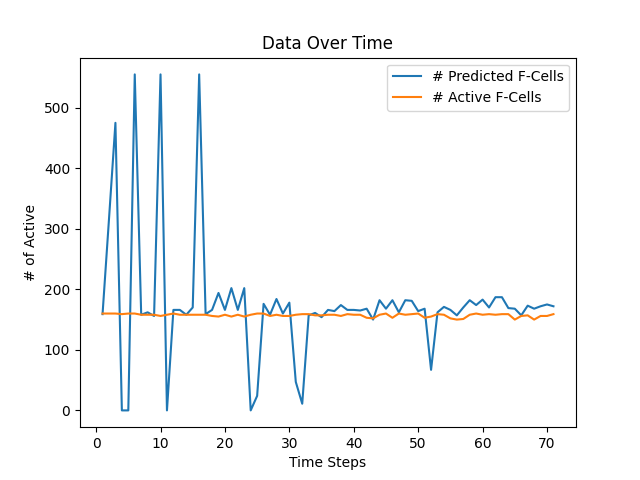 Data Over Time
# Predicted F-Cells
# Active F-Cells
# of Active
500
400
300
200
100
0
0 10 20 30 40 50 60 70
Time Steps